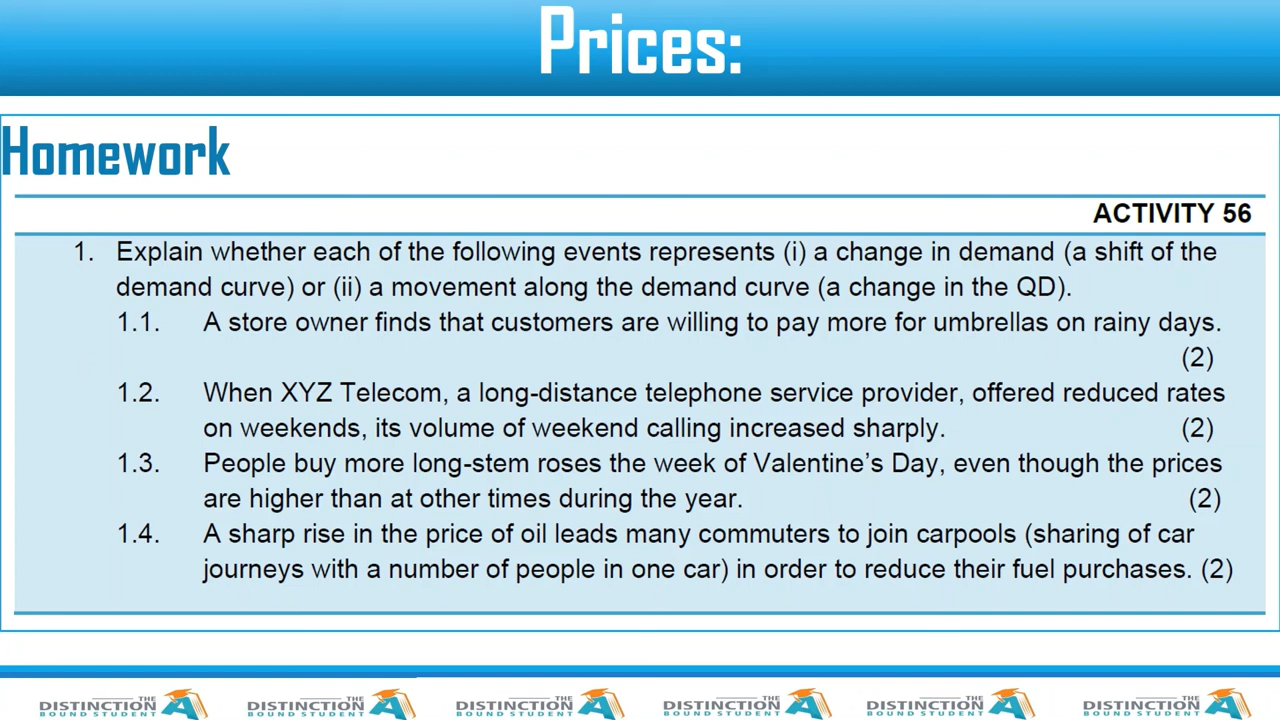 Prices:
Homework
ACTIVITY 56
1. Explain whether each of the following events represents (i) a change in demand (a shift of the
demand curve) or (ii) a movement along the demand curve (a change in the QD).
1.1. A store owner finds that customers are willing to pay more for umbrellas on rainy days.
(2)
1.2. When XYZ Telecom, a long-distance telephone service provider, offered reduced rates
on weekends, its volume of weekend calling increased sharply. (2)
1.3. People buy more long-stem roses the week of Valentine's Day, even though the prices
are higher than at other times during the year. (2)
1.4. A sharp rise in the price of oil leads many commuters to join carpools (sharing of car
journeys with a number of people in one car) in order to reduce their fuel purchases. (2)
THE DISTINCTION BOUND STUDENT A
THE DISTINCTION BOUND STUDENT A
THE DISTINCTION BOUND STUDENT A
THE DISTINCTION BOUND STUDENT A
THE DISTINCTION BOUND STUDENT A
THE DISTINCTION BOUND STUDENT A